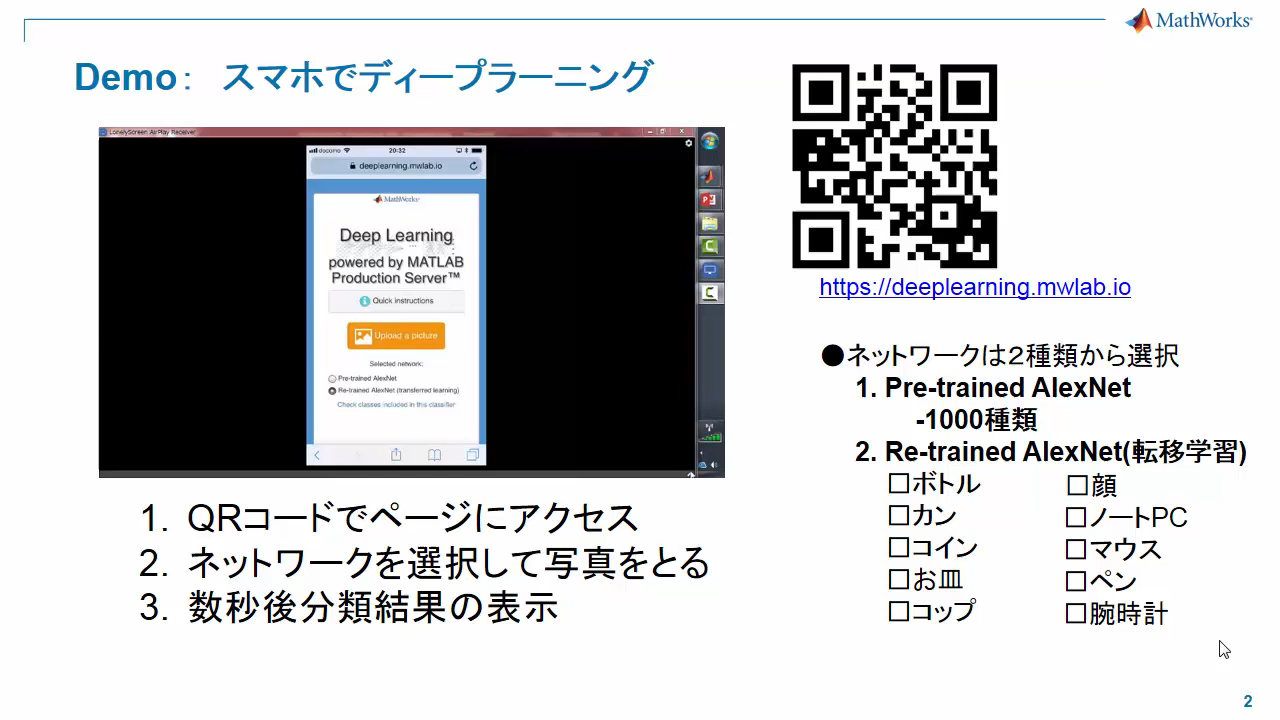 MathWorks®
Demo： スマホでディープラーニング
LonelyScreen AirPlay Receiver
docomo
20:32
deeplearning.mwlab.io
MathWorks
Deep Learning
powered by MATLAB
Production Server™
Quick instructions
Upload a picture
Selected network:
Pre-trained AlexNet
Re-trained AlexNet (transferred learning)
Check classes included in this classifier
1. QRコードでページにアクセス
2. ネットワークを選択して写真をとる
3. 数秒後分類結果の表示
https://deeplearning.mwlab.io
●ネットワークは２種類から選択
1. Pre-trained AlexNet
-1000種類
2. Re-trained AlexNet(転移学習)
□ボトル □顔
□カン □ノートPC
□コイン □マウス
□お皿 □ペン
□コップ □腕時計
2